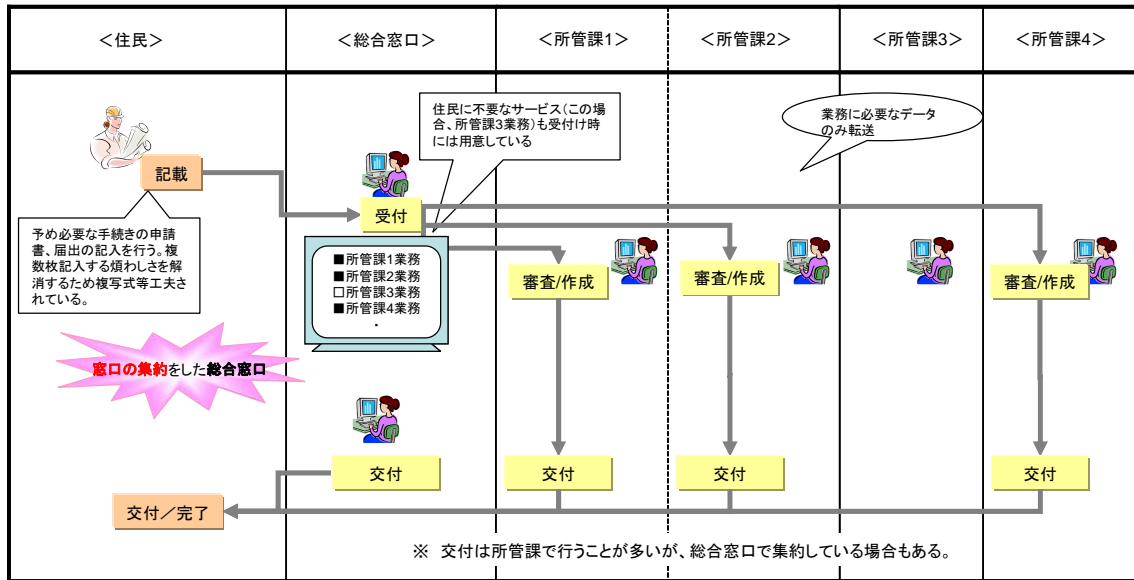 ＜住民＞
＜総合窓口＞
＜所管課1＞
＜所管課2＞
＜所管課3＞
＜所管課4＞
住民に不要なサービス（この場
合、所管課3業務）も受付け時
には用意している
業務に必要なデータ
のみ転送
記載
受付
予め必要な手続きの申請
書、届出の記入を行う。複
数枚記入する煩わしさを解
消するため複写式等工夫さ
れている。
■所管課1業務
■所管課2業務
□所管課3業務
■所管課4業務
・
審査/作成
審査/作成
審査/作成
窓口の集約をした総合窓口
交付
交付
交付
交付
交付／完了
※ 交付は所管課で行うことが多いが、総合窓口で集約している場合もある。